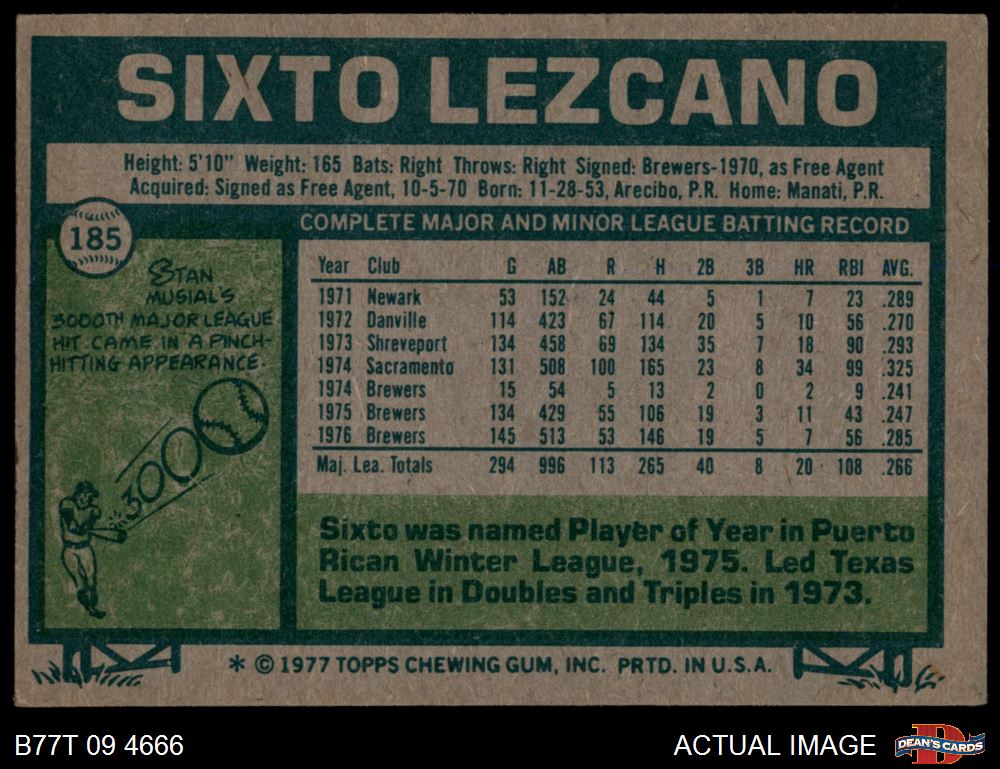 SIXTO LEZCANO
Height: 5'10" Weight: 165 Bats: Right Throws: Right Signed: Brewers-1970, as Free Agent
Acquired: Signed as Free Agent, 10-5-70 Born: 11-28-53, Arecibo, P.R. Home: Manati, P.R.
185
COMPLETE MAJOR AND MINOR LEAGUE BATTING RECORD
STAN
MUSIAL'S
3000TH MAJOR LEAGUE
HIT CAME IN A PINCH-
HITTING APPEARANCE.
3000
Year Club G AB R H 2B 3B HR RBI AVG.
1971 Newark 53 152 24 44 5 1 7 23 .289
1972 Danville 114 423 67 114 20 5 10 56 .270
1973 Shreveport 134 458 69 134 35 7 18 90 .293
1974 Sacramento 131 508 100 165 23 8 34 99 .325
1974 Brewers 15 54 5 13 2 0 2 9 .241
1975 Brewers 134 429 55 106 19 3 11 43 .247
1976 Brewers 145 513 53 146 19 5 7 56 .285
Maj. Lea. Totals 294 996 113 265 40 8 20 108 .266
Sixto was named Player of Year in Puerto
Rican Winter League, 1975. Led Texas
League in Doubles and Triples in 1973.
* © 1977 TOPPS CHEWING GUM, INC. PRTD. IN U.S.A.
B77T 09 4666
ACTUAL IMAGE
D
DEAN'S CARDS